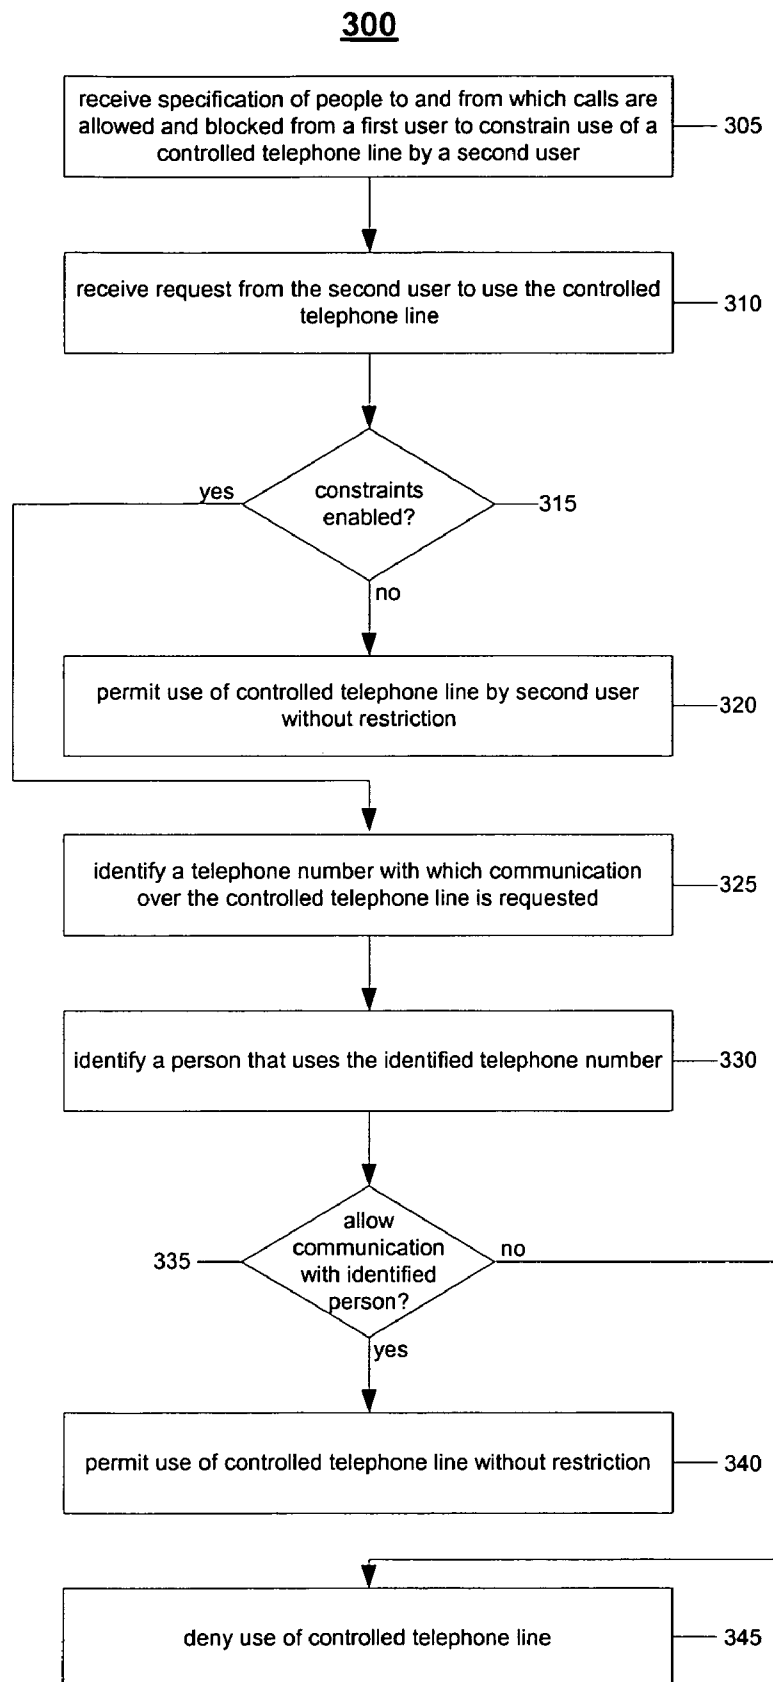 300
receive specification of people to and from which calls are
allowed and blocked from a first user to constrain use of a
controlled telephone line by a second user
305
receive request from the second user to use the controlled
telephone line
310
yes
constraints
enabled?
315
no
permit use of controlled telephone line by second user
without restriction
320
identify a telephone number with which communication
over the controlled telephone line is requested
325
identify a person that uses the identified telephone number
330
allow
communication
with identified
person?
335
no
yes
permit use of controlled telephone line without restriction
340
deny use of controlled telephone line
345